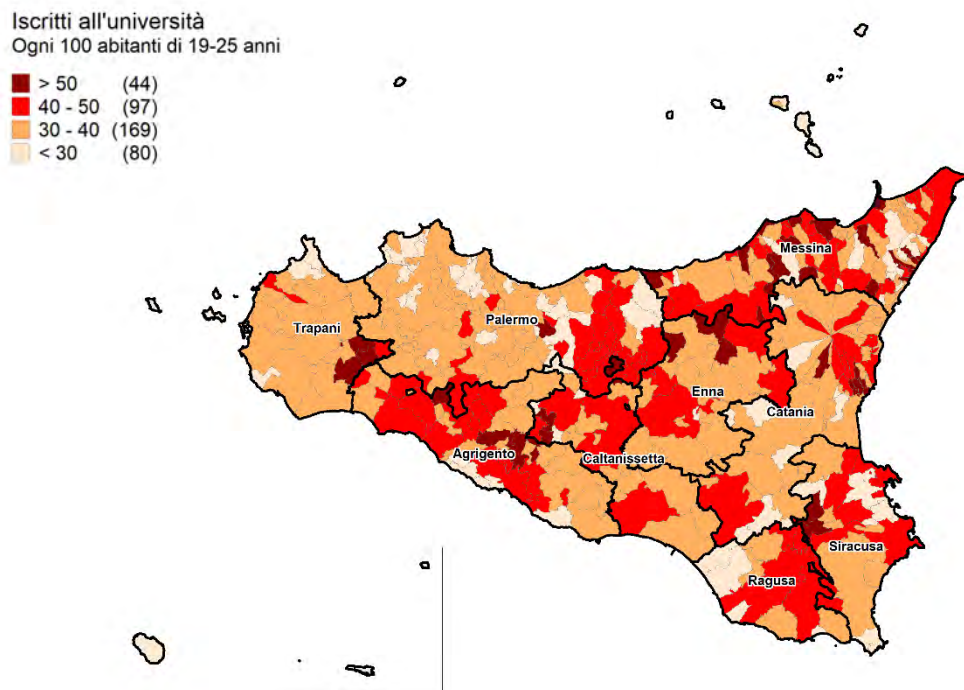 Iscritti all'università
Ogni 100 abitanti di 19-25 anni
> 50 (44)
40 - 50 (97)
30 - 40 (169)
< 30 (80)
Messina
Palermo
Trapani
Enna
Catania
Agrigento
Caltanissetta
Siracusa
Ragusa